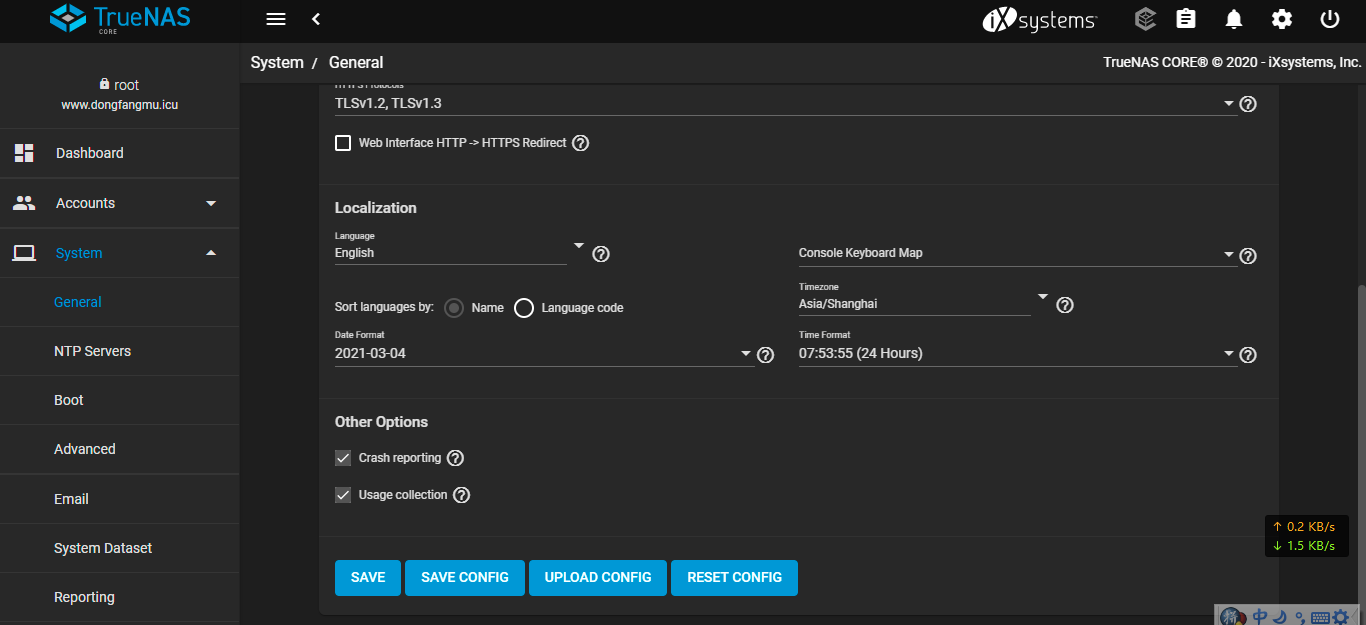 TrueNAS
CORE
iXsystems
root
www.dongfangmu.icu
System / General
TrueNAS CORE® © 2020 - iXsystems, Inc.
Dashboard
Accounts
System
General
NTP Servers
Boot
Advanced
Email
System Dataset
Reporting
HTTPS Protocols
TLSv1.2, TLSv1.3
Web Interface HTTP -> HTTPS Redirect
Localization
Language
English
Console Keyboard Map
Sort languages by: Name Language code
Timezone
Asia/Shanghai
Date Format
2021-03-04
Time Format
07:53:55 (24 Hours)
Other Options
Crash reporting
Usage collection
SAVE SAVE CONFIG UPLOAD CONFIG RESET CONFIG
↑ 0.2 KB/s
↓ 1.5 KB/s
中